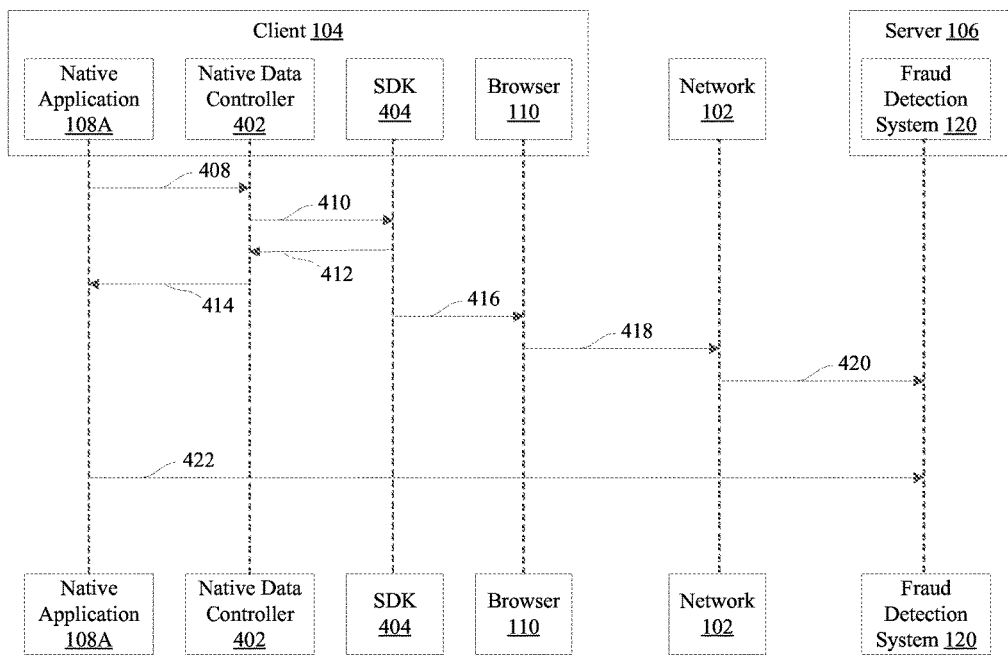 Client 104
Server 106
Native
Application
108A
Native Data
Controller
402
SDK
404
Browser
110
Network
102
Fraud
Detection
System 120
408
410
412
414
416
418
420
422
Native
Application
108A
Native Data
Controller
402
SDK
404
Browser
110
Network
102
Fraud
Detection
System 120